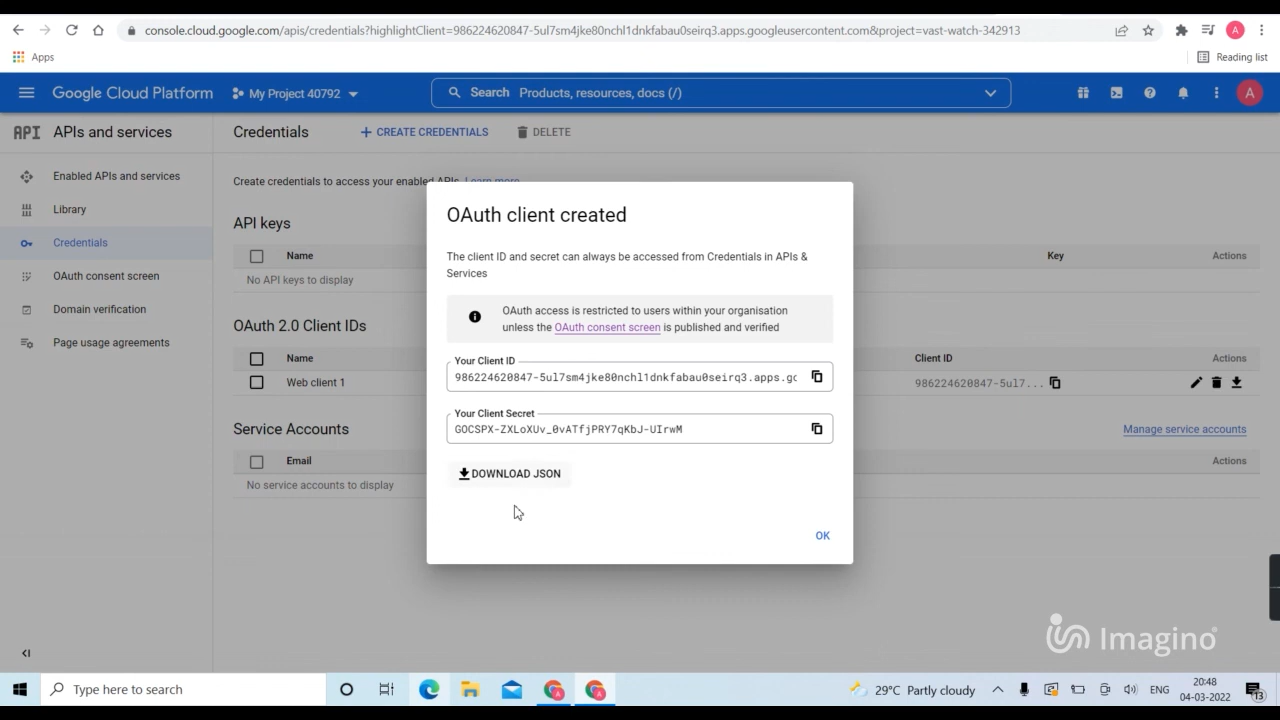 console.cloud.google.com/apis/credentials?highlightClient=986224620847-5ul7sm4jke80nchl1dnkfabau0seirq3.apps.googleusercontent.com&project=vast-watch-342913
A
Apps
Reading list
Google Cloud Platform
My Project 40792
Search Products, resources, docs (/)
A
API APIs and services
Credentials
CREATE CREDENTIALS
DELETE
Enabled APIs and services
Library
Credentials
OAuth consent screen
Domain verification
Page usage agreements
Create credentials to access your enabled APIs. Learn more
API keys
Name
Key
Actions
No API keys to display
OAuth 2.0 Client IDs
Name
Client ID
Actions
Web client 1
986224620847-5ul7...
Service Accounts
Manage service accounts
Email
Actions
No service accounts to display
OAuth client created
The client ID and secret can always be accessed from Credentials in APIs &
Services
OAuth access is restricted to users within your organisation
unless the OAuth consent screen is published and verified
Your Client ID
986224620847-5ul7sm4jke80nchl1dnkfabau0seirq3.apps.gc
Your Client Secret
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
DOWNLOAD JSON
OK
Imagino
Type here to search
A
A
29°C Partly cloudy
ENG
20:48
04-03-2022
13